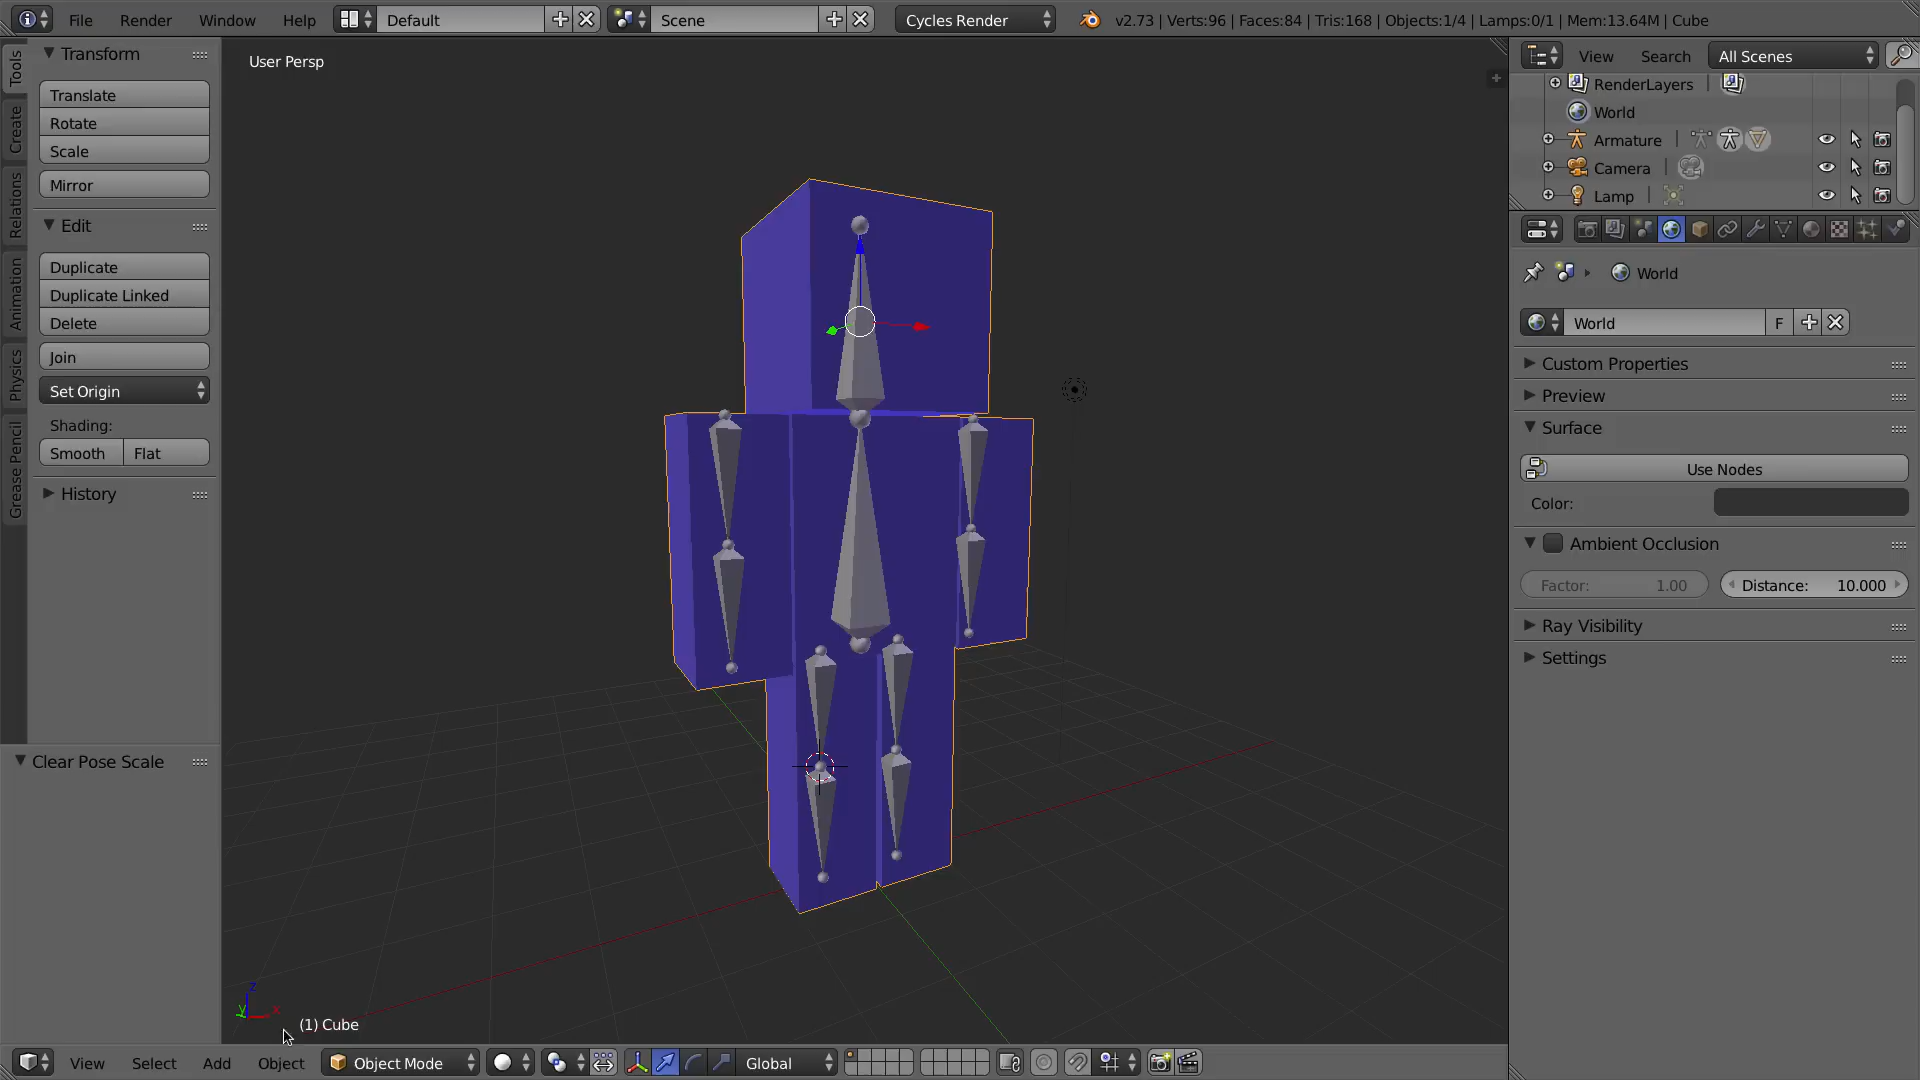 File Render Window Help Default Scene Cycles Render v2.73 | Verts:96 | Faces:84 | Tris:168 | Objects:1/4 | Lamps:0/1 | Mem:13.64M | Cube
Tools
Create
Relations
Animation
Physics
Grease Pencil
Transform
Translate
Rotate
Scale
Mirror
Edit
Duplicate
Duplicate Linked
Delete
Join
Set Origin
Shading:
Smooth Flat
History
Clear Pose Scale
User Persp
z
y x
(1) Cube
View Select Add Object Object Mode Global
View Search All Scenes
RenderLayers
World
Armature
Camera
Lamp
World
World F
Custom Properties
Preview
Surface
Use Nodes
Color:
Ambient Occlusion
Factor: 1.00 Distance: 10.000
Ray Visibility
Settings